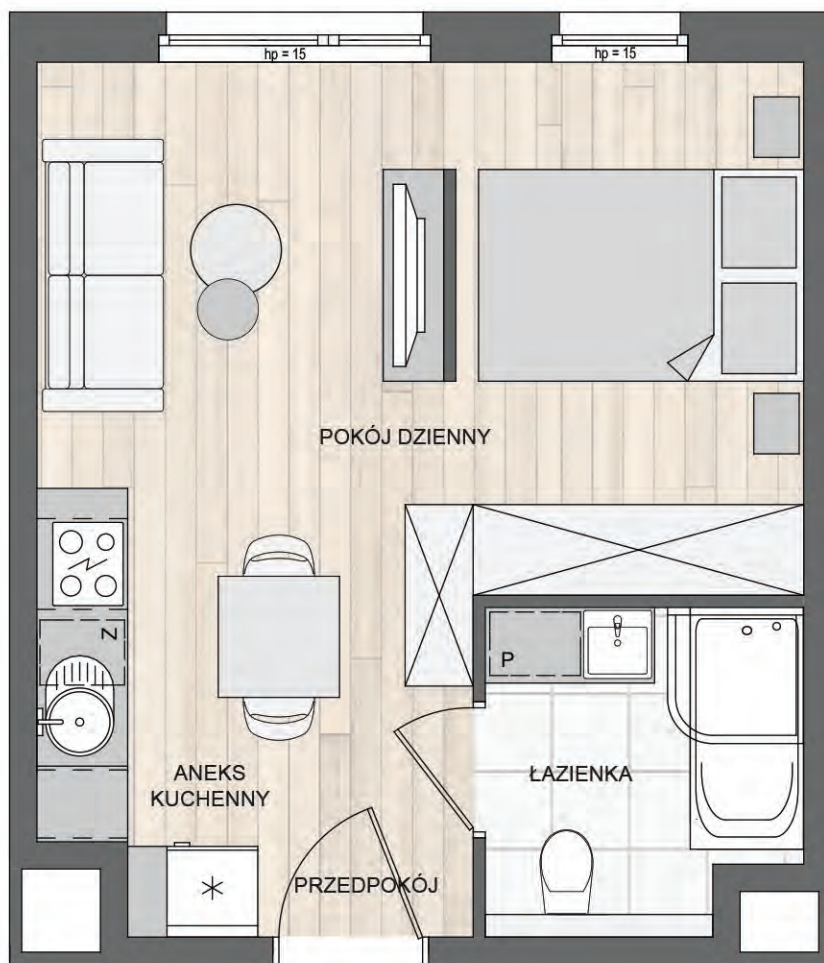 hp = 15
hp = 15
POKÓJ DZIENNY
Z
P
ANEKS
KUCHENNY
ŁAZIENKA
PRZEDPOKÓJ